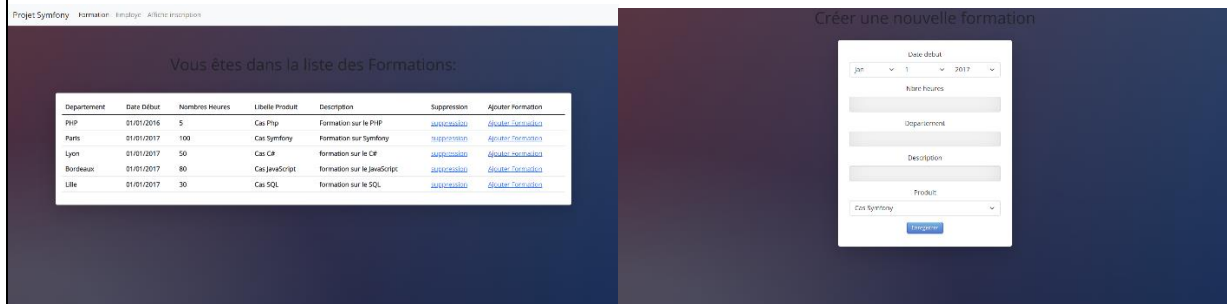 Projet Symfony Formation Employe Affiche inscription
Vous êtes dans la liste des Formations:
Departement Date Début Nombres Heures Libelle Produit Description Suppression Ajouter Formation
PHP 01/01/2016 5 Cas Php Formation sur le PHP suppression Ajouter Formation
Paris 01/01/2017 100 Cas Symfony Formation sur Symfony suppression Ajouter Formation
Lyon 01/01/2017 50 Cas C# formation sur le C# suppression Ajouter Formation
Bordeaux 01/01/2017 80 Cas JavaScript formation sur le JavaScript suppression Ajouter Formation
Lille 01/01/2017 30 Cas SQL formation sur le SQL suppression Ajouter Formation
Créer une nouvelle formation
Date debut
Jan 1 2017
Nbre heures
Departement
Description
Produit
Cas Symfony
Enregistrer